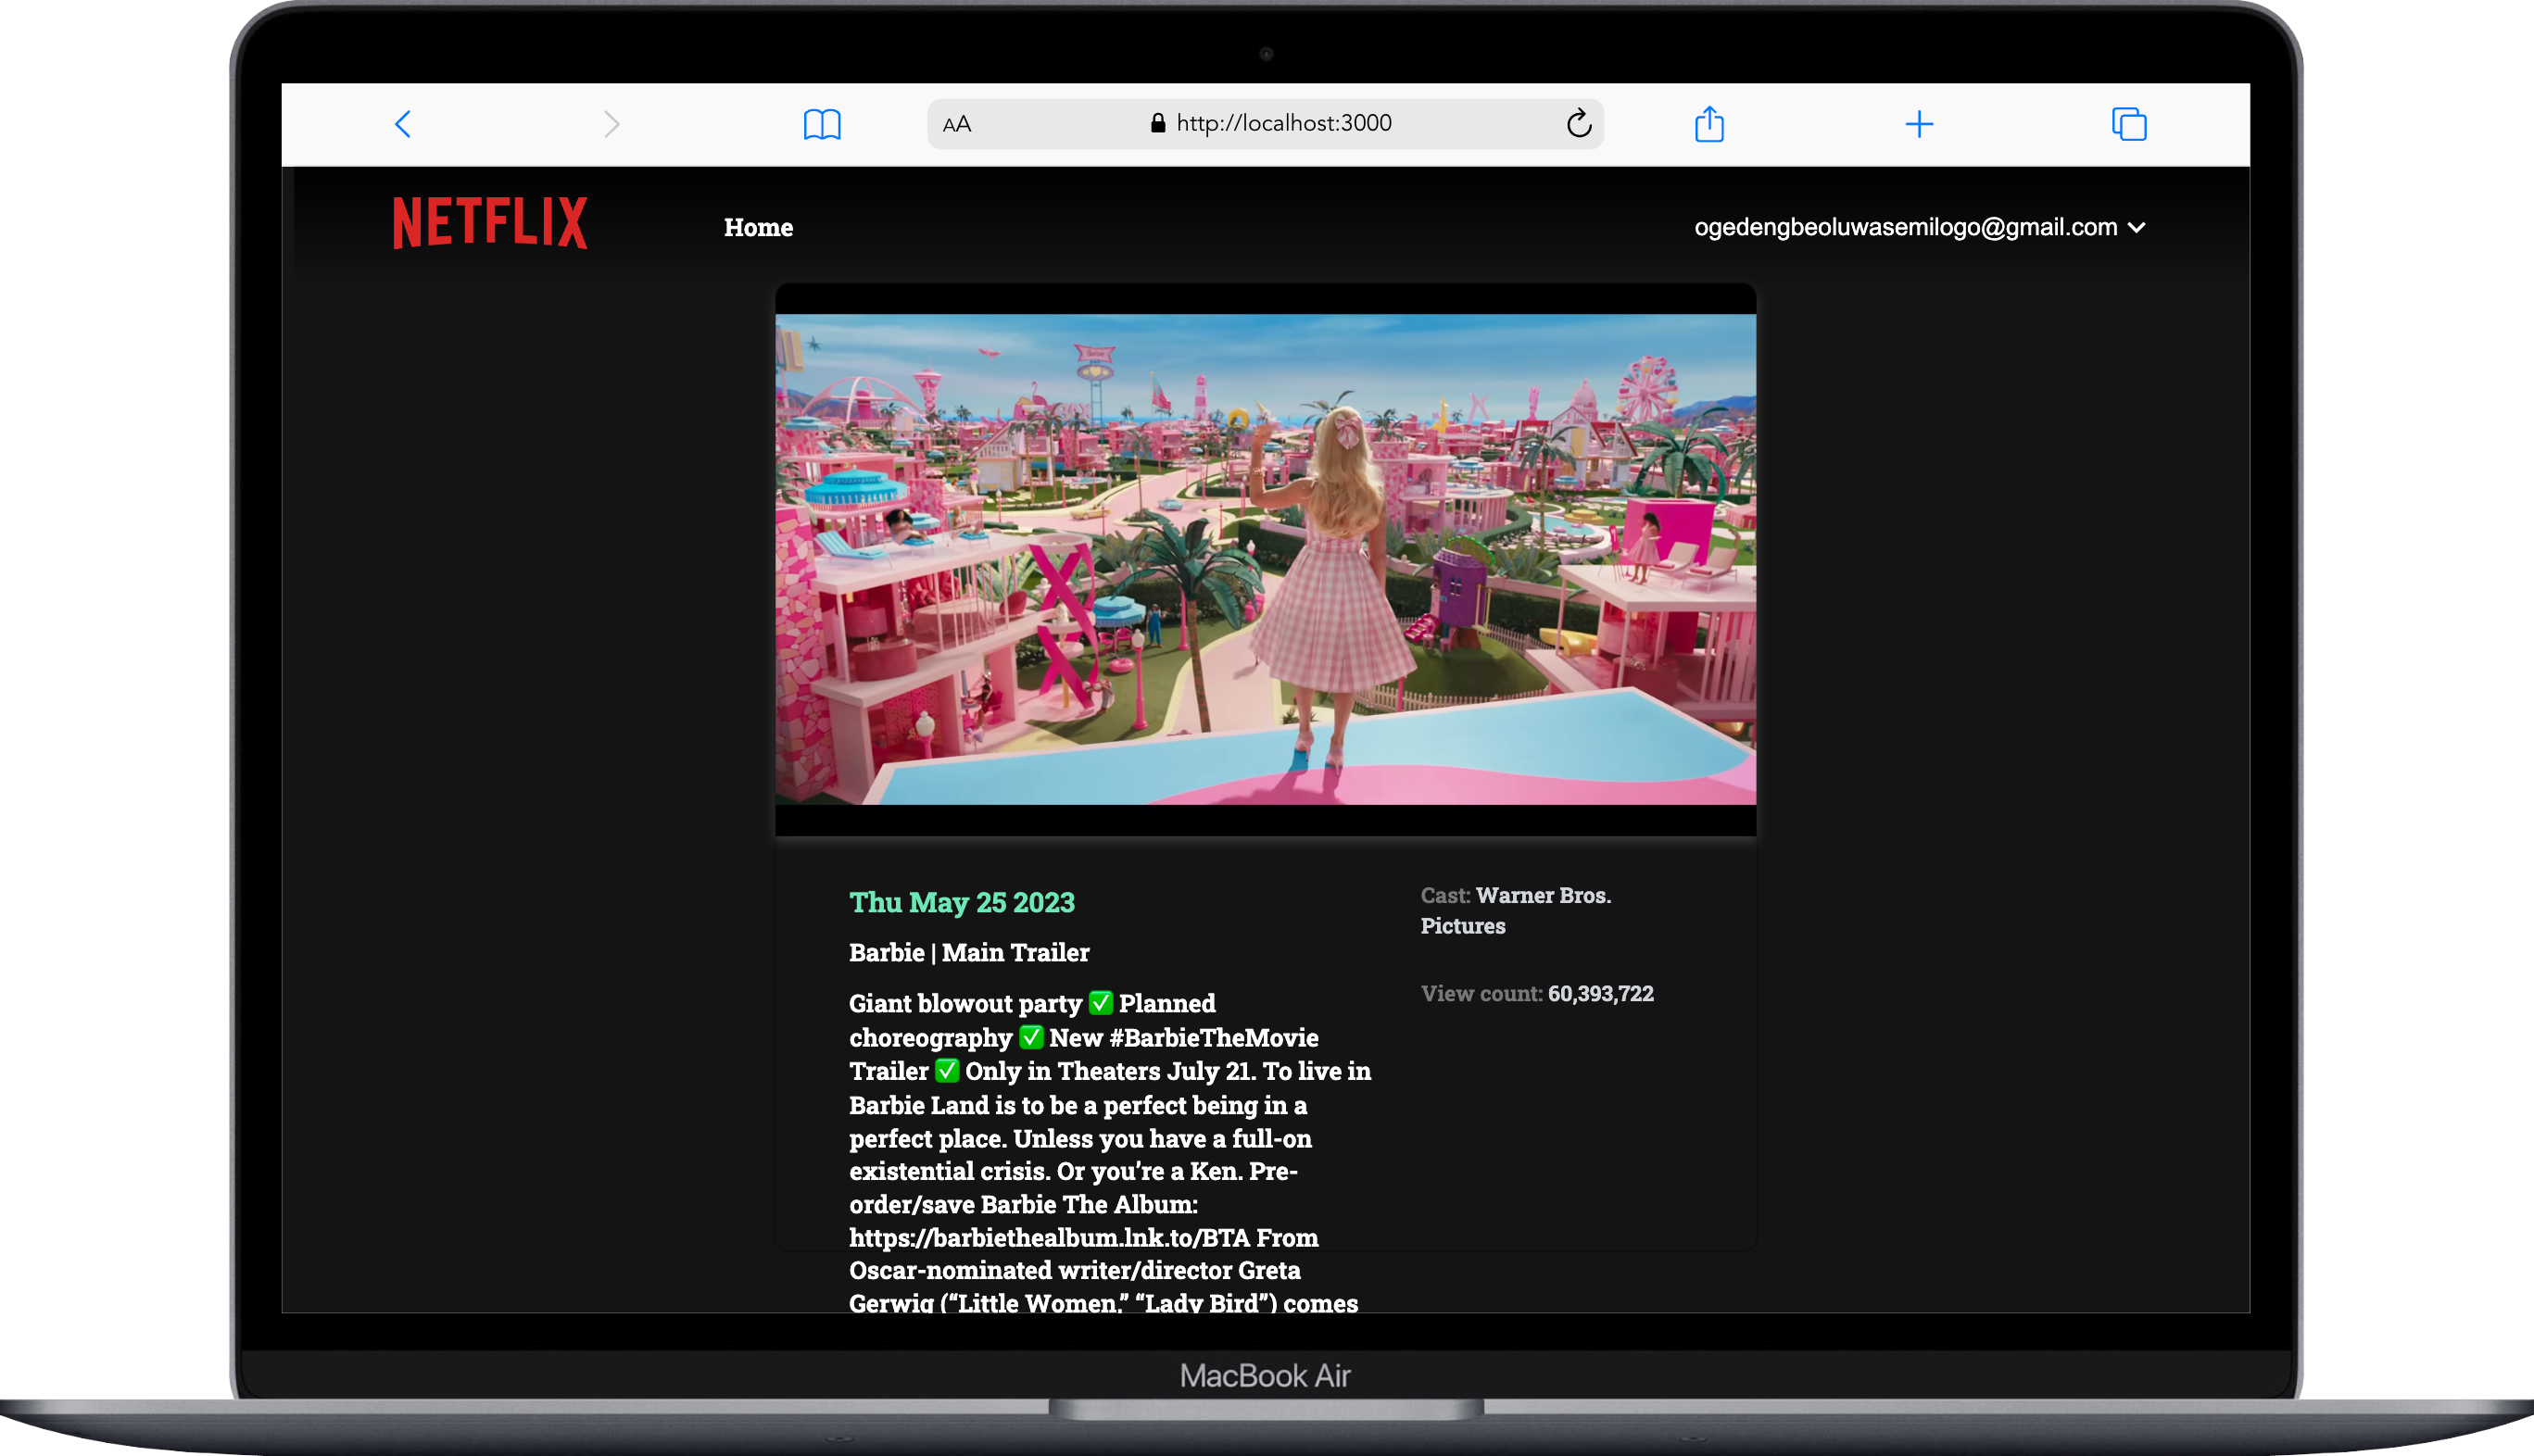 AA http://localhost:3000
NETFLIX Home ogedengbeoluwasemilogo@gmail.com
Barbie
Thu May 25 2023
Barbie | Main Trailer
Giant blowout party ✅ Planned
choreography ✅ New #BarbieTheMovie
Trailer ✅ Only in Theaters July 21. To live in
Barbie Land is to be a perfect being in a
perfect place. Unless you have a full-on
existential crisis. Or you’re a Ken. Pre-
order/save Barbie The Album:
https://barbiethealbum.lnk.to/BTA From
Oscar-nominated writer/director Greta
Gerwig (“Little Women,” “Lady Bird”) comes
Cast: Warner Bros.
Pictures
View count: 60,393,722
MacBook Air